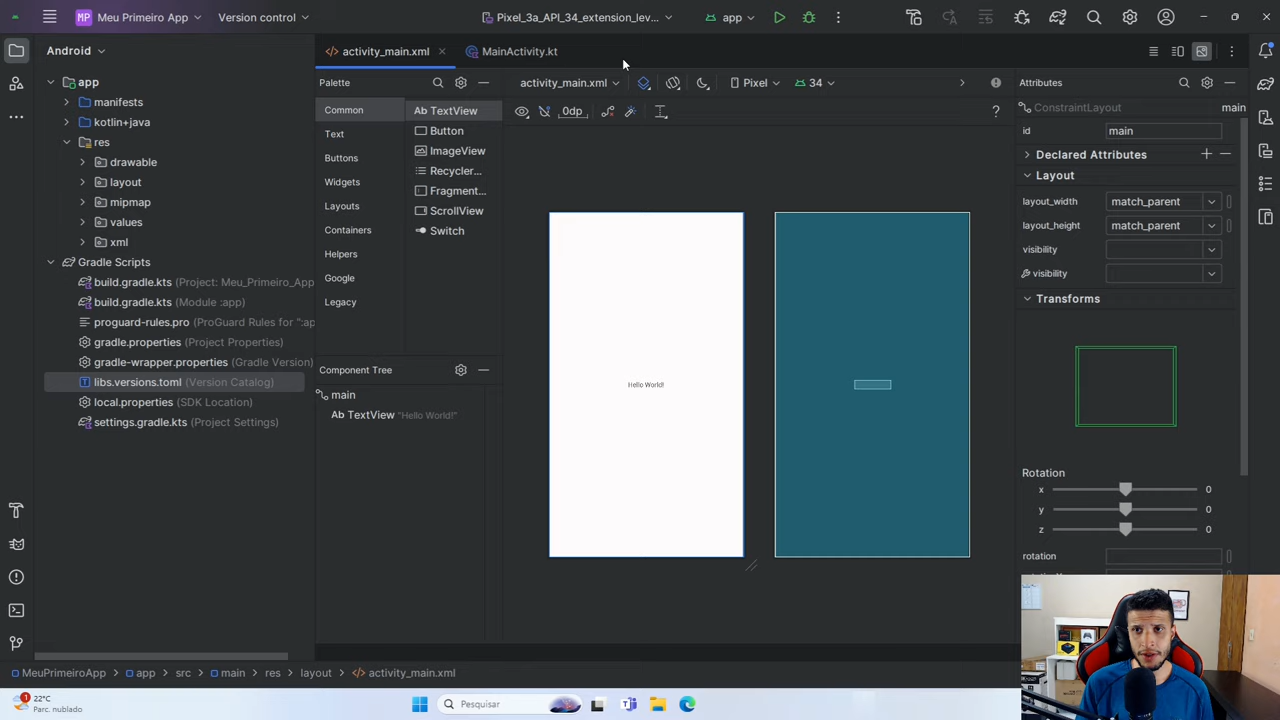 MP Meu Primeiro App Version control Pixel_3a_API_34_extension_lev... app
Android
activity_main.xml MainActivity.kt
app
manifests
kotlin+java
res
drawable
layout
mipmap
values
xml
Gradle Scripts
build.gradle.kts (Project: Meu_Primeiro_App
build.gradle.kts (Module :app)
proguard-rules.pro (ProGuard Rules for ":ap
gradle.properties (Project Properties)
gradle-wrapper.properties (Gradle Version)
libs.versions.toml (Version Catalog)
local.properties (SDK Location)
settings.gradle.kts (Project Settings)
Palette
Common
Text
Buttons
Widgets
Layouts
Containers
Helpers
Google
Legacy
Ab TextView
Button
ImageView
Recycler...
Fragment...
ScrollView
Switch
Component Tree
main
Ab TextView "Hello World!"
activity_main.xml Pixel 34
0dp ?
Hello World!
Attributes
ConstraintLayout main
id main
Declared Attributes
Layout
layout_width match_parent
layout_height match_parent
visibility
visibility
Transforms
Rotation
x 0
y 0
z 0
rotation
MeuPrimeiroApp app src main res layout activity_main.xml
1
22°C
Parc. nublado
Pesquisar